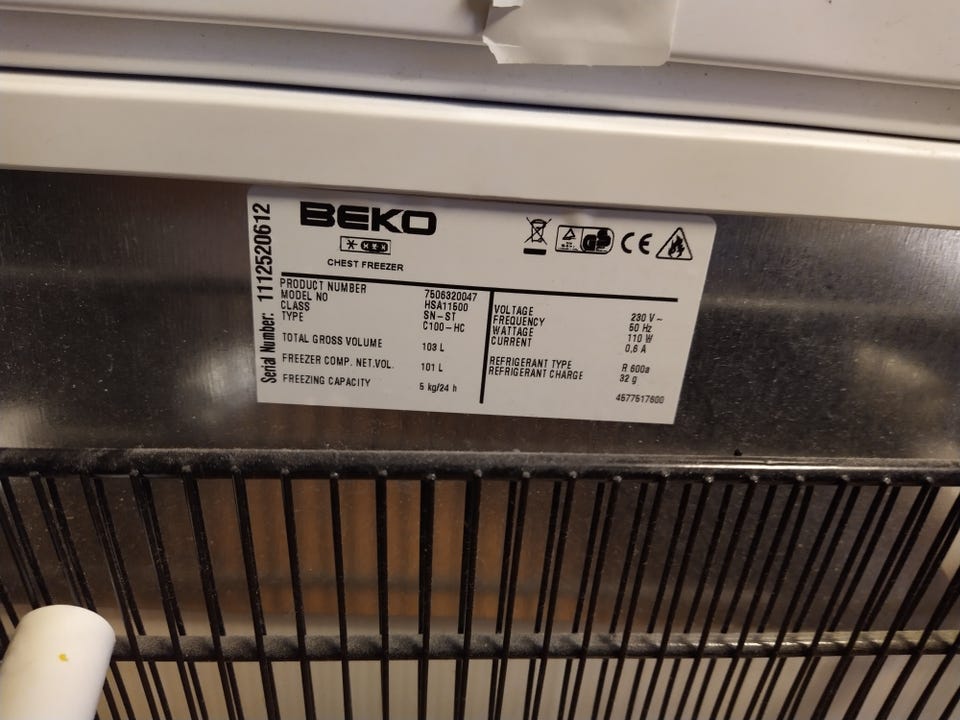 Serial Number: 1112520612
BEKO
CHEST FREEZER
PRODUCT NUMBER 7506320047
MODEL NO HSA11500
CLASS SN-ST
TYPE C100-HC
TOTAL GROSS VOLUME 103 L
FREEZER COMP. NET.VOL. 101 L
FREEZING CAPACITY 5 kg/24 h
CE
VOLTAGE 230 V~
FREQUENCY 50 Hz
WATTAGE 110 W
CURRENT 0,6 A
REFRIGERANT TYPE R 600a
REFRIGERANT CHARGE 32 g
4577517600